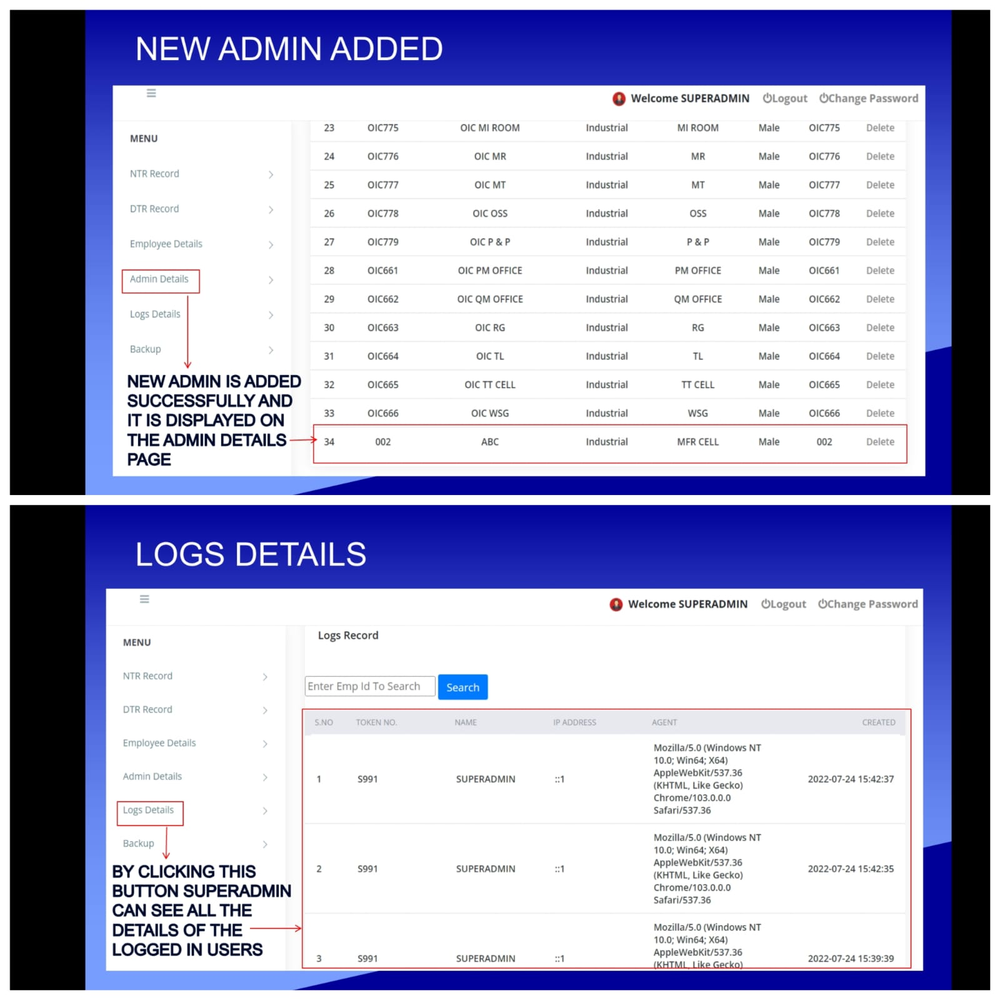 NEW ADMIN ADDED
Welcome SUPERADMIN Logout Change Password
MENU
NTR Record
DTR Record
Employee Details
Admin Details
Logs Details
Backup
NEW ADMIN IS ADDED
SUCCESSFULLY AND
IT IS DISPLAYED ON
THE ADMIN DETAILS
PAGE
23 OIC775 OIC MI ROOM Industrial MI ROOM Male OIC775 Delete
24 OIC776 OIC MR Industrial MR Male OIC776 Delete
25 OIC777 OIC MT Industrial MT Male OIC777 Delete
26 OIC778 OIC OSS Industrial OSS Male OIC778 Delete
27 OIC779 OIC P & P Industrial P & P Male OIC779 Delete
28 OIC661 OIC PM OFFICE Industrial PM OFFICE Male OIC661 Delete
29 OIC662 OIC QM OFFICE Industrial QM OFFICE Male OIC662 Delete
30 OIC663 OIC RG Industrial RG Male OIC663 Delete
31 OIC664 OIC TL Industrial TL Male OIC664 Delete
32 OIC665 OIC TT CELL Industrial TT CELL Male OIC665 Delete
33 OIC666 OIC WSG Industrial WSG Male OIC666 Delete
34 002 ABC Industrial MFR CELL Male 002 Delete
LOGS DETAILS
Welcome SUPERADMIN Logout Change Password
MENU
NTR Record
DTR Record
Employee Details
Admin Details
Logs Details
Backup
BY CLICKING THIS
BUTTON SUPERADMIN
CAN SEE ALL THE
DETAILS OF THE
LOGGED IN USERS
Logs Record
Enter Emp Id To Search Search
S.NO TOKEN NO. NAME IP ADDRESS AGENT CREATED
Mozilla/5.0 (Windows NT
10.0; Win64; X64)
AppleWebKit/537.36
1 S991 SUPERADMIN ::1 2022-07-24 15:42:37
(KHTML, Like Gecko)
Chrome/103.0.0.0
Safari/537.36
Mozilla/5.0 (Windows NT
10.0; Win64; X64)
AppleWebKit/537.36
2 S991 SUPERADMIN ::1 2022-07-24 15:42:35
(KHTML, Like Gecko)
Chrome/103.0.0.0
Safari/537.36
Mozilla/5.0 (Windows NT
10.0; Win64; X64)
AppleWebKit/537.36
3 S991 SUPERADMIN ::1 2022-07-24 15:39:39
(KHTML, Like Gecko)